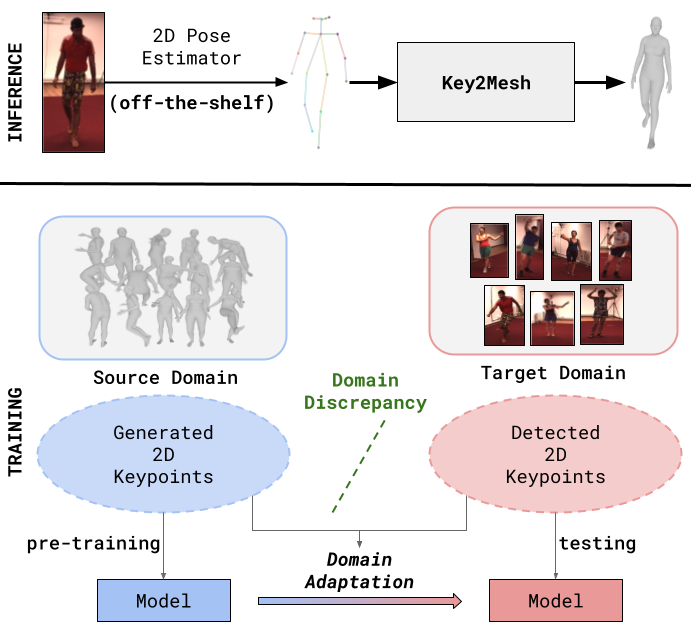 INFERENCE
2D Pose
Estimator
(off-the-shelf)
Key2Mesh
TRAINING
Source Domain
Target Domain
Domain
Discrepancy
Generated
2D
Keypoints
Detected
2D
Keypoints
pre-training
testing
Domain
Adaptation
Model
Model